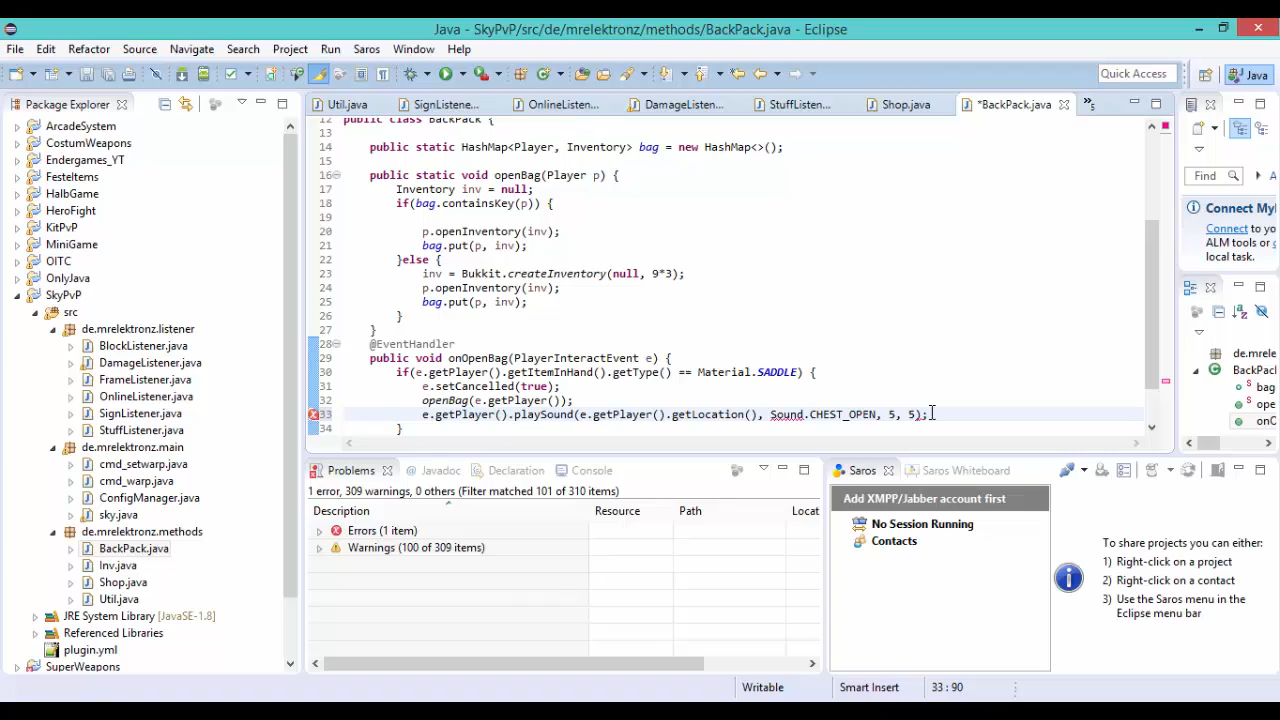 Java - SkyPvP/src/de/mrelektronz/methods/BackPack.java - Eclipse
File Edit Refactor Source Navigate Search Project Run Saros Window Help
Quick Access
Java
Package Explorer
ArcadeSystem
CostumWeapons
Endergames_YT
FesteItems
HalbGame
HeroFight
KitPvP
MiniGame
OITC
OnlyJava
SkyPvP
src
de.mrelektronz.listener
BlockListener.java
DamageListener.java
FrameListener.java
OnlineListener.java
SignListener.java
de.mrelektronz.main
cmd_setwarp.java
cmd_warp.java
ConfigManager.java
sky.java
de.mrelektronz.methods
BackPack.java
Inv.java
Shop.java
Util.java
JRE System Library [JavaSE-1.8]
Referenced Libraries
plugin.yml
SuperWeapons
Util.java SignListene... OnlineListen... DamageListen... StuffListen... Shop.java *BackPack.java »5
12 public class BackPack {
13
14 public static HashMap<Player, Inventory> bag = new HashMap<>();
15
16 public static void openBag(Player p) {
17 Inventory inv = null;
18 if(bag.containsKey(p)) {
19
20 p.openInventory(inv);
21 bag.put(p, inv);
22 }else {
23 inv = Bukkit.createInventory(null, 9*3);
24 p.openInventory(inv);
25 bag.put(p, inv);
26 }
27 }
28 @EventHandler
29 public void onOpenBag(PlayerInteractEvent e) {
30 if(e.getPlayer().getItemInHand().getType() == Material.SADDLE) {
31 e.setCancelled(true);
32 openBag(e.getPlayer());
33 e.getPlayer().playSound(e.getPlayer().getLocation(), Sound.CHEST_OPEN, 5, 5);
34 }
Find
A
Connect My
Connect to yo
ALM tools or c
local task.
de.mre
BackPa
bag
ope
onC
Problems Javadoc Declaration Console
1 error, 309 warnings, 0 others (Filter matched 101 of 310 items)
Description Resource Path Locat
Errors (1 item)
Warnings (100 of 309 items)
Saros Saros Whiteboard
Add XMPP/Jabber account first
No Session Running
Contacts
To share projects you can either:
1) Right-click on a project
2) Right-click on a contact
3) Use the Saros menu in the
Eclipse menu bar
Writable Smart Insert 33 : 90